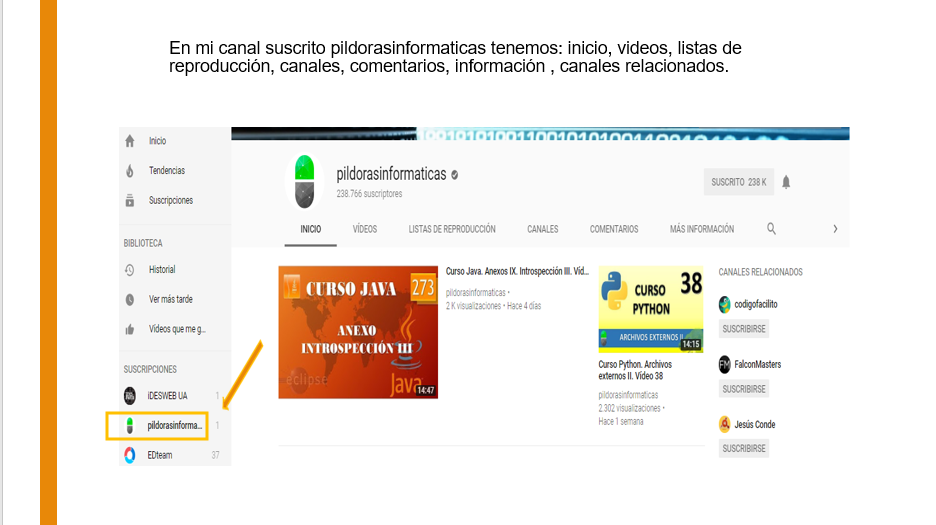 En mi canal suscrito pildorasinformaticas tenemos: inicio, videos, listas de
reproducción, canales, comentarios, información , canales relacionados.
Inicio
Tendencias
Suscripciones
BIBLIOTECA
Historial
Ver más tarde
Vídeos que me g...
SUSCRIPCIONES
iDESWEB UA 1
pildorasinforma... 1
EDteam 37
pildorasinformaticas
238.766 suscriptores
SUSCRITO 238 K
INICIO VÍDEOS LISTAS DE REPRODUCCIÓN CANALES COMENTARIOS MÁS INFORMACIÓN
CURSO JAVA 273
ANEXO
INTROSPECCIÓN III
eclipse
Java
14:47
Curso Java. Anexos IX. Introspección III. Víd...
pildorasinformaticas •
2 K visualizaciones • Hace 4 días
38
CURSO
PYTHON
ARCHIVOS EXTERNOS II
14:15
Curso Python. Archivos
externos II. Vídeo 38
pildorasinformaticas
2.302 visualizaciones •
Hace 1 semana
CANALES RELACIONADOS
codigofacilito
SUSCRIBIRSE
FM
FalconMasters
SUSCRIBIRSE
Jesús Conde
SUSCRIBIRSE